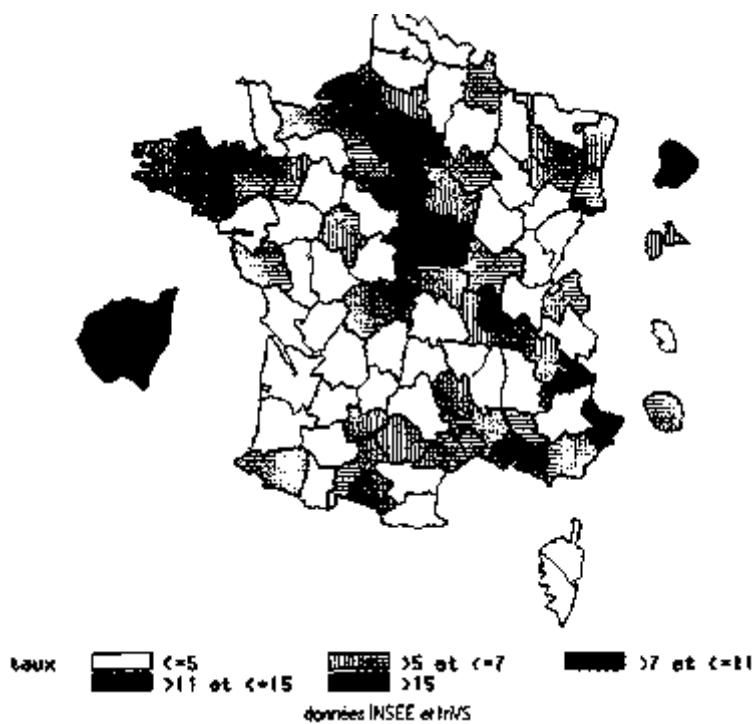 taux <=5 >5 et <=7 >7 et <=11
>11 et <=15 >15
données INSEE et InVS